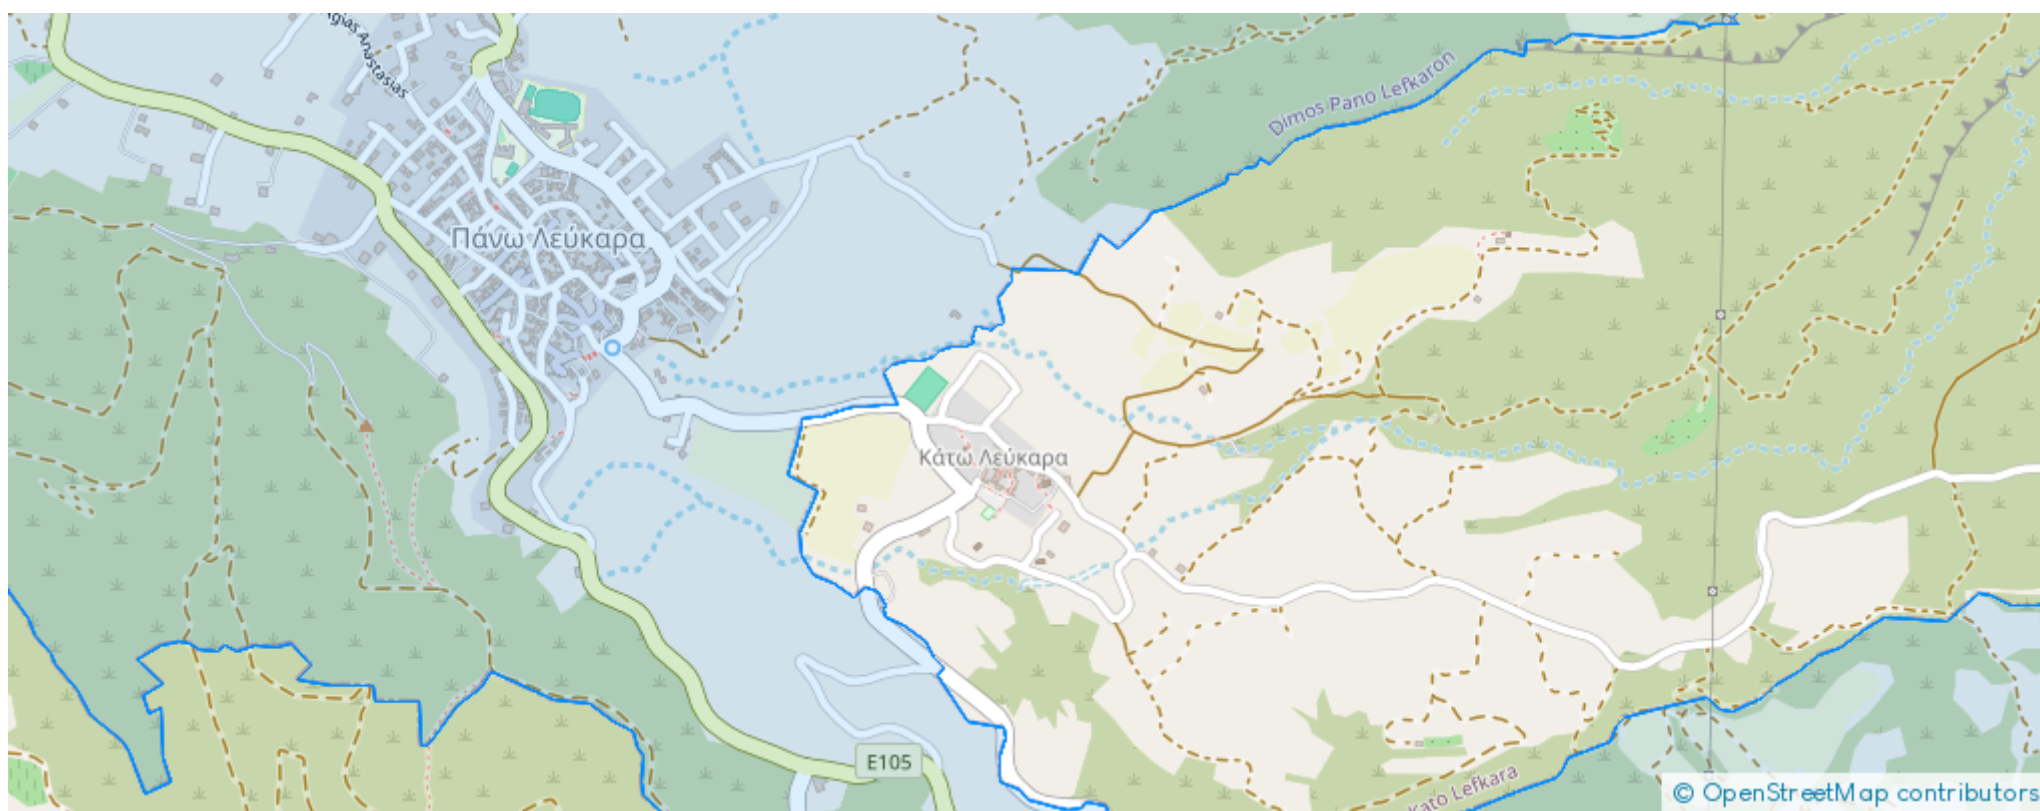 Agias Anastasias
Dimos Pano Lefkaron
Πάνω Λεύκαρα
Κάτω Λεύκαρα
E105
Kato Lefkara
© OpenStreetMap contributors